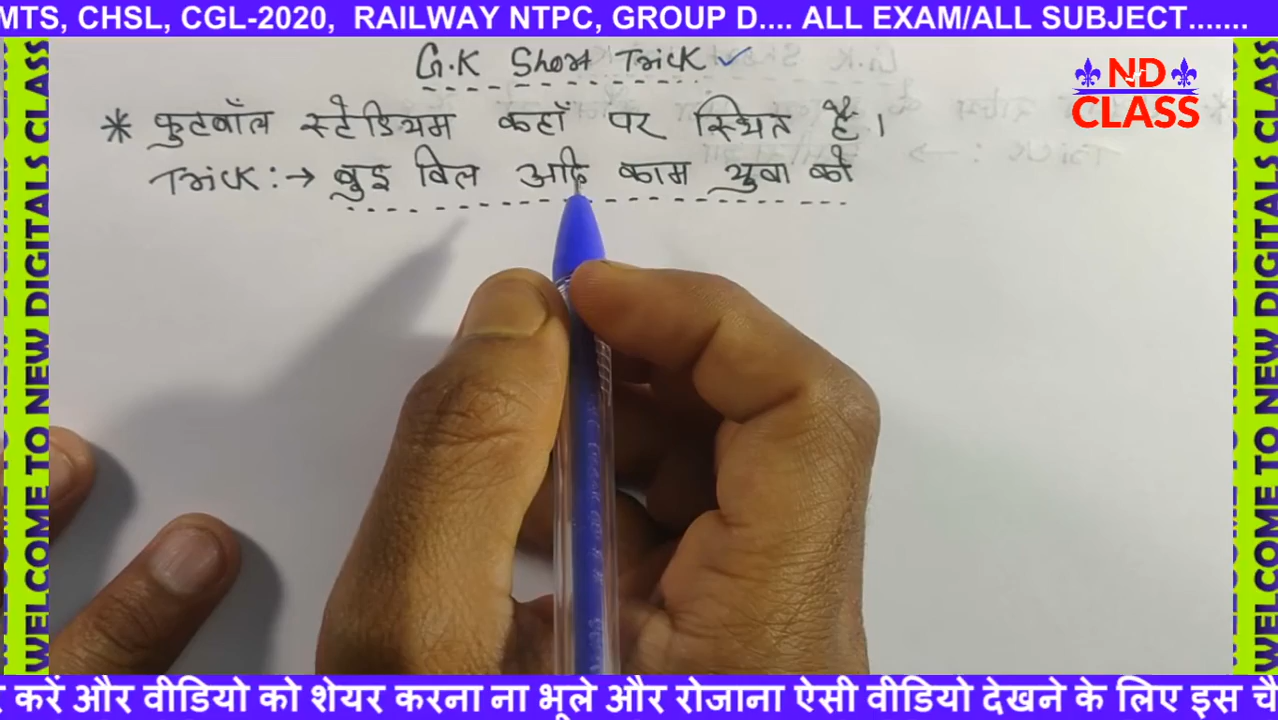 MTS, CHSL, CGL-2020, RAILWAY NTPC, GROUP D.... ALL EXAM/ALL SUBJECT.......
G.K Short Trick ✓
* फुटबॉल स्टेडियम कहाँ पर स्थित है।
Trick :→ बुइ विल अहि काम युवा को
ND
CLASS
WELCOME TO NEW DIGITALS CLASS
WELCOME TO NEW DIGITALS CLASS
करें और वीडियो को शेयर करना ना भूले और रोजाना ऐसी वीडियो देखने के लिए इस